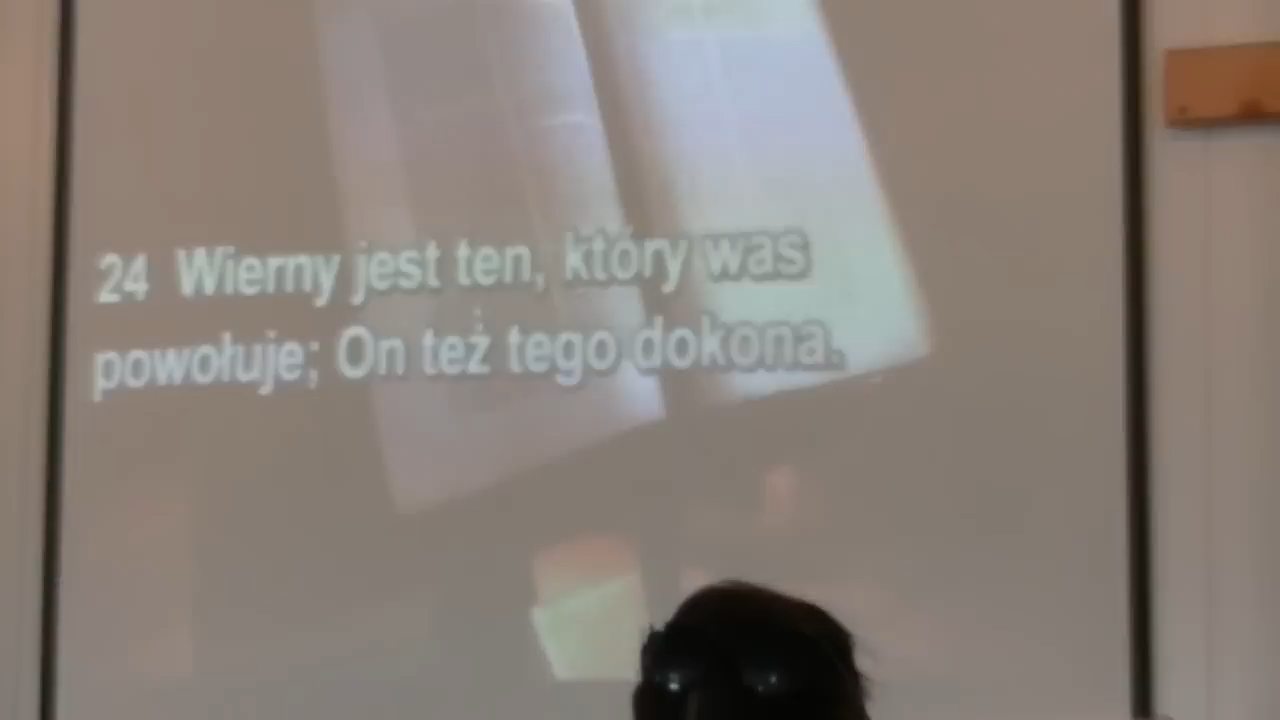 24 Wierny jest ten, który was
powołuje; On też tego dokona.